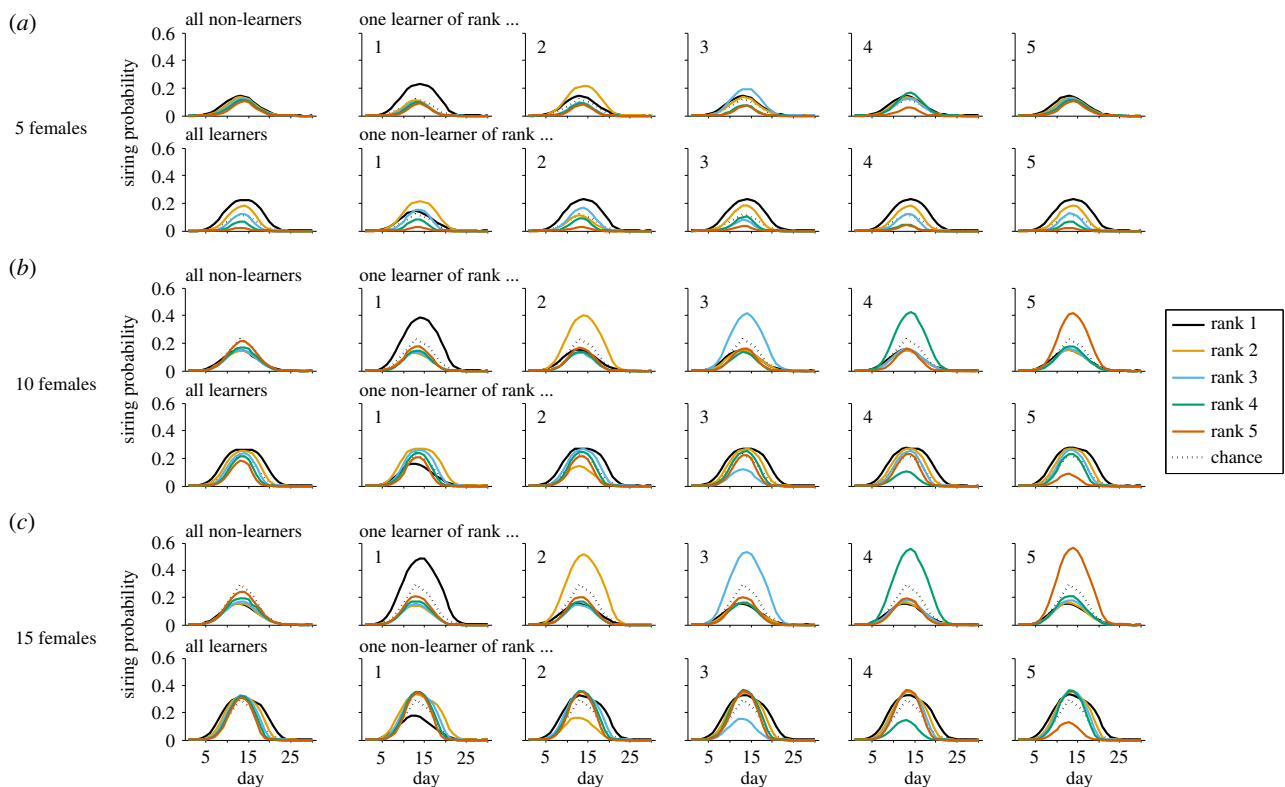 (a)
all non-learners
one learner of rank ...
5 females
siring probability
0.6
0.4
0.2
0
1
2
3
4
5
all learners
one non-learner of rank ...
siring probability
0.6
0.4
0.2
0
1
2
3
4
5
(b)
all non-learners
one learner of rank ...
10 females
siring probability
0.6
0.4
0.2
0
1
2
3
4
5
all learners
one non-learner of rank ...
siring probability
0.6
0.4
0.2
0
1
2
3
4
5
rank 1
rank 2
rank 3
rank 4
rank 5
chance
(c)
all non-learners
one learner of rank ...
15 females
siring probability
0.6
0.4
0.2
0
1
2
3
4
5
all learners
one non-learner of rank ...
siring probability
0.6
0.4
0.2
0
1
2
3
4
5
5 15 25 5 15 25 5 15 25 5 15 25 5 15 25 5 15 25
day day day day day day